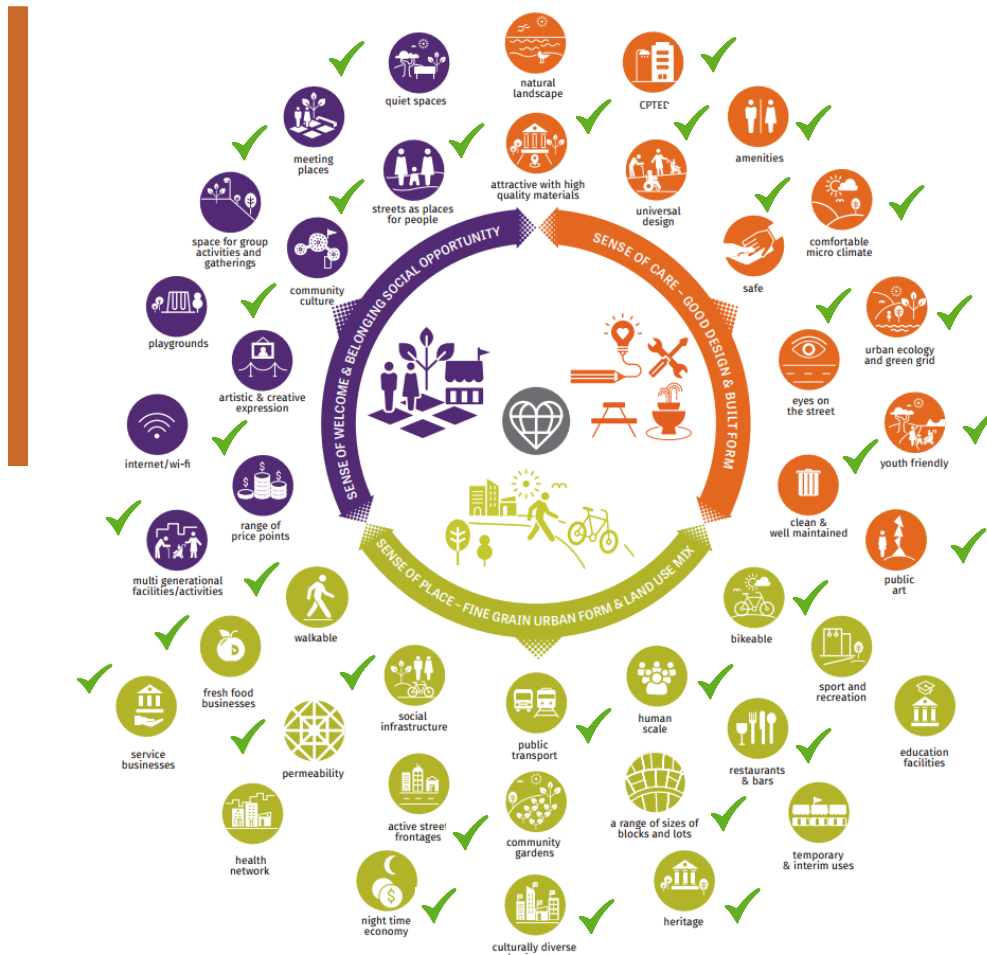 quiet spaces
natural
landscape
meeting
places
streets as places
for people
attractive with high
quality materials
universal
design
amenities
space for group
activities and
gatherings
community
culture
safe
comfortable
micro climate
SENSE OF WELCOME & BELONGING SOCIAL OPPORTUNITY
SENSE OF CARE – GOOD DESIGN & BUILT FORM
playgrounds
artistic & creative
expression
eyes on
the street
urban ecology
and green grid
internet/wi-fi
youth friendly
range of
price points
$
$
$
clean &
well maintained
multi generational
facilities/activities
public
art
SENSE OF PLACE – FINE GRAIN URBAN FORM & LAND USE MIX
walkable
bikeable
fresh food
businesses
social
infrastructure
human
scale
sport and
recreation
service
businesses
permeability
public
transport
restaurants
& bars
education
facilities
health
network
active street
frontages
community
gardens
a range of sizes of
blocks and lots
temporary
& interim uses
$
night time
economy
culturally diverse
heritage